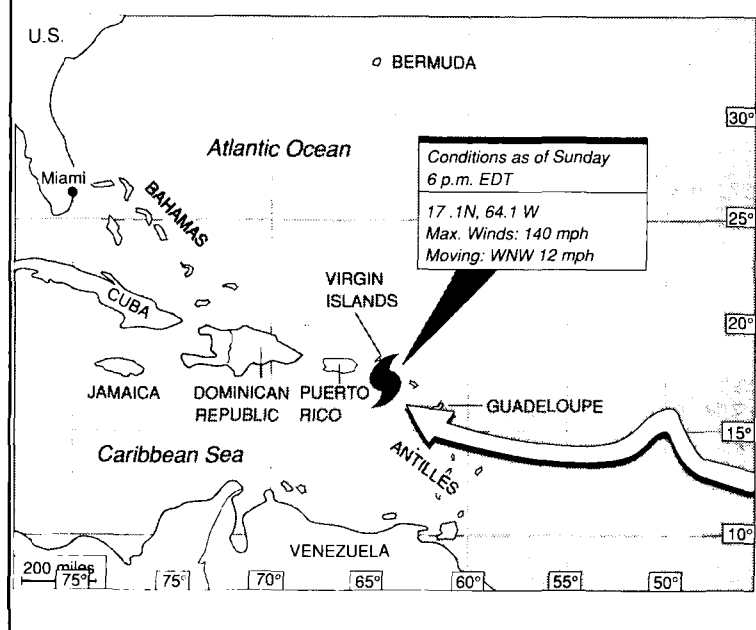 U.S.
BERMUDA
30°
Atlantic Ocean
Conditions as of Sunday
6 p.m. EDT
Miami
BAHAMAS
17 .1N, 64.1 W
Max. Winds: 140 mph
Moving: WNW 12 mph
25°
VIRGIN
ISLANDS
CUBA
20°
JAMAICA
DOMINICAN
REPUBLIC
PUERTO
RICO
GUADELOUPE
15°
Caribbean Sea
ANTILLES
10°
VENEZUELA
200 miles
75°
75°
70°
65°
60°
55°
50°